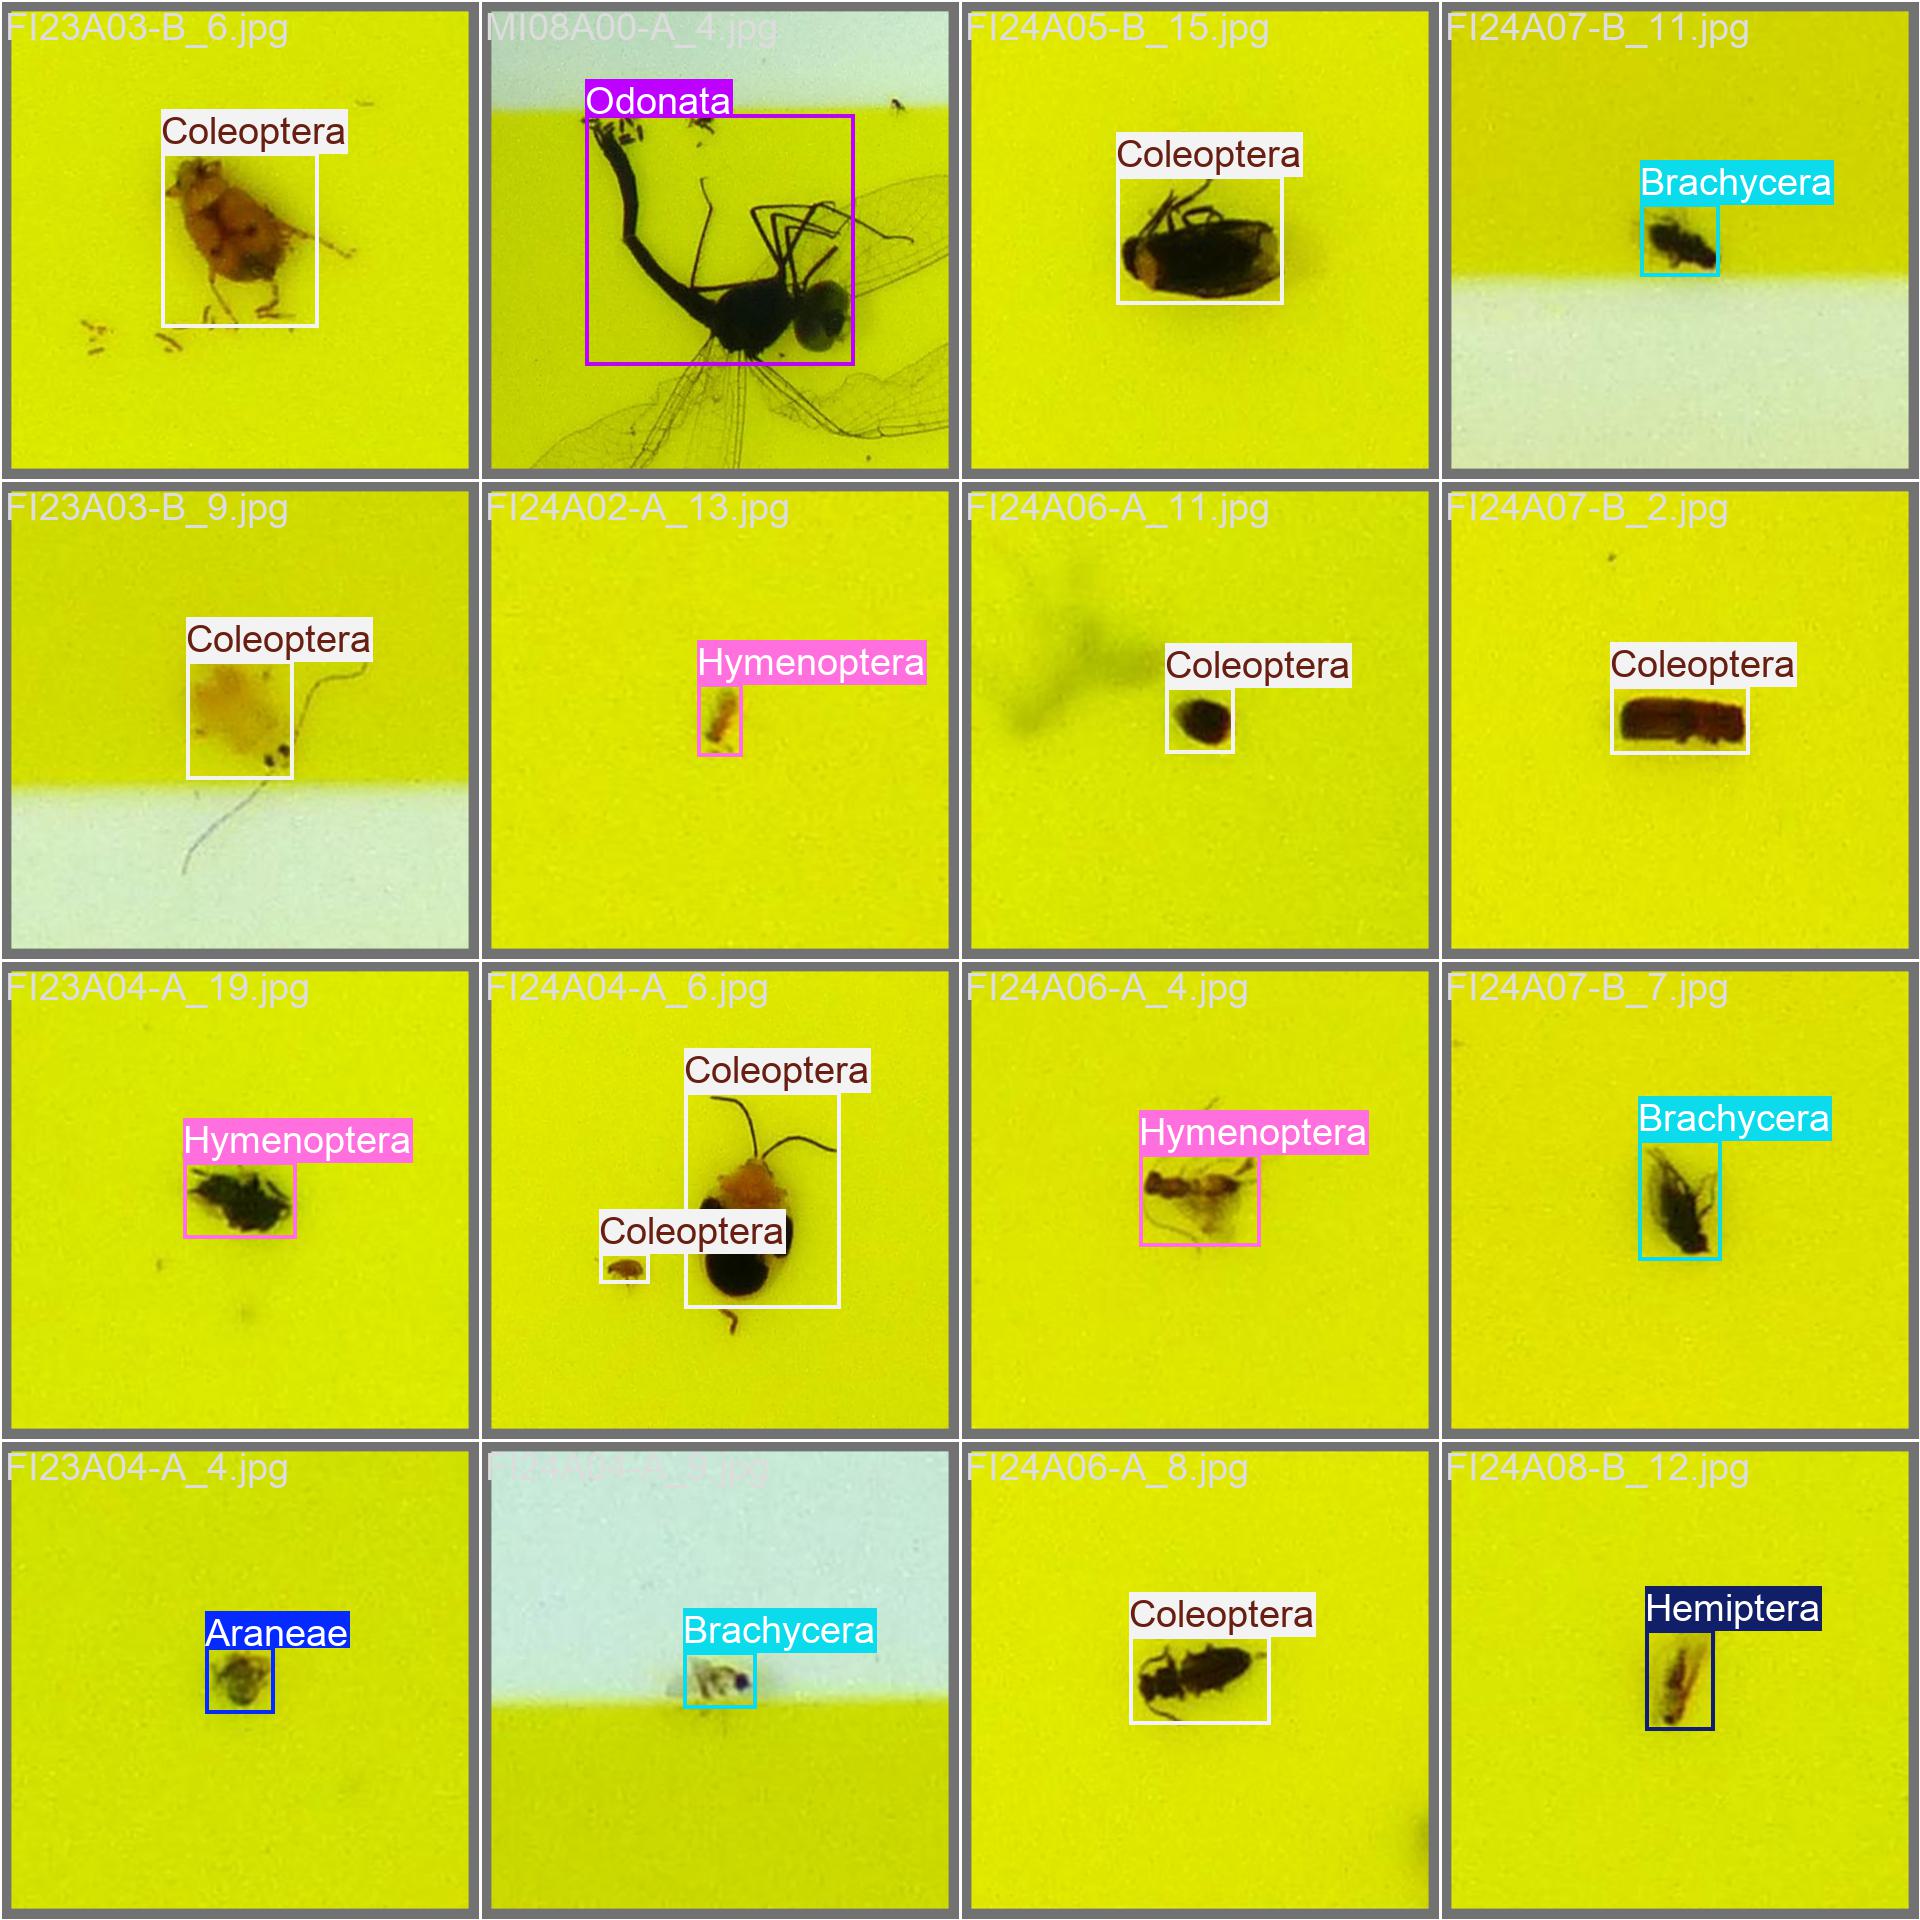 FI23A03-B_6.jpg
Coleoptera
MI08A00-A_4.jpg
Odonata
FI24A05-B_15.jpg
Coleoptera
FI24A07-B_11.jpg
Brachycera
FI23A03-B_9.jpg
Coleoptera
FI24A02-A_13.jpg
Hymenoptera
FI24A06-A_11.jpg
Coleoptera
FI24A07-B_2.jpg
Coleoptera
FI23A04-A_19.jpg
Hymenoptera
FI24A04-A_6.jpg
Coleoptera
Coleoptera
FI24A06-A_4.jpg
Hymenoptera
FI24A07-B_7.jpg
Brachycera
FI23A04-A_4.jpg
Araneae
FI24A04-A_9.jpg
Brachycera
FI24A06-A_8.jpg
Coleoptera
FI24A08-B_12.jpg
Hemiptera